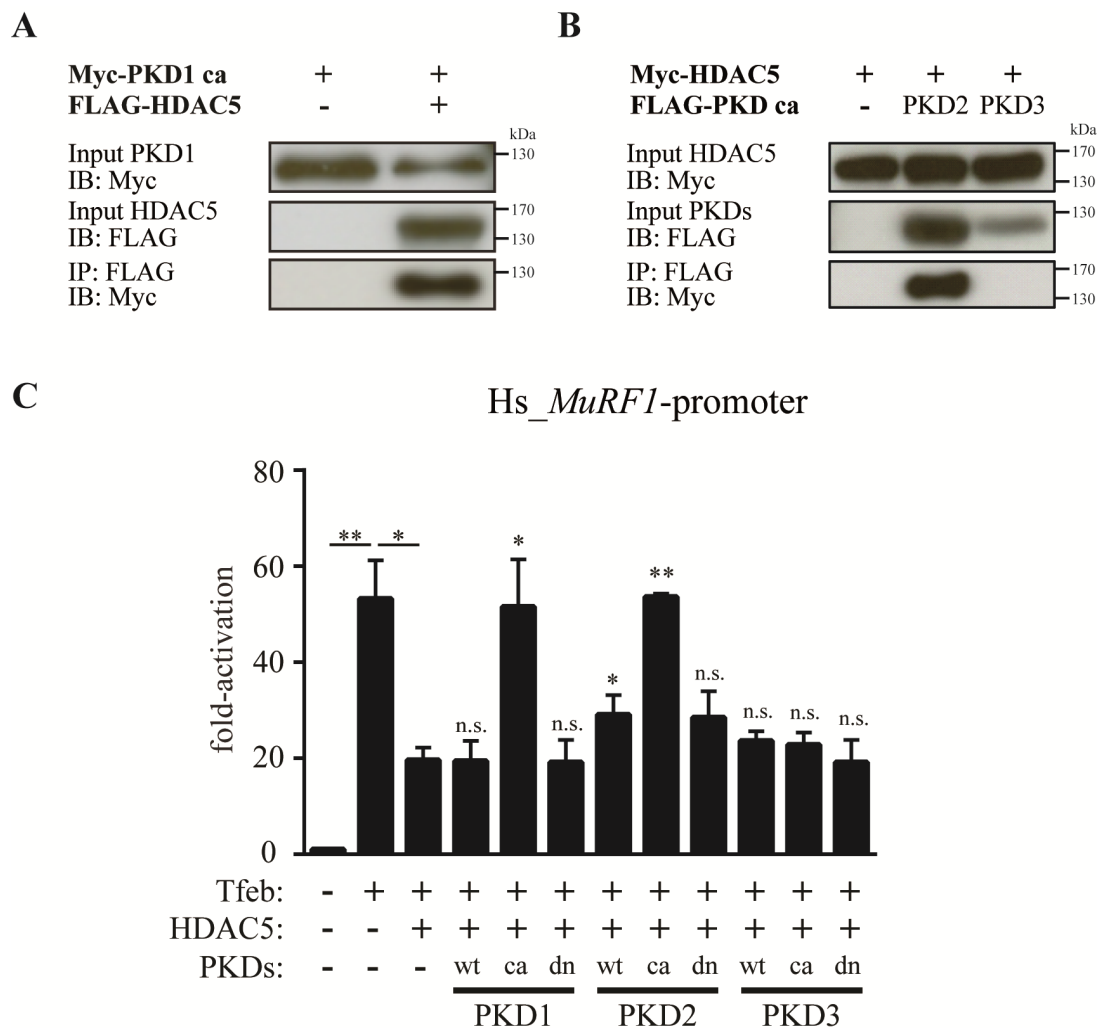 A
Myc-PKD1 ca + +
FLAG-HDAC5 - +
kDa
Input PKD1
IB: Myc
130
Input HDAC5
IB: FLAG
170
130
IP: FLAG
IB: Myc
130
B
Myc-HDAC5 + + +
FLAG-PKD ca - PKD2 PKD3
kDa
Input HDAC5
IB: Myc
170
130
Input PKDs
IB: FLAG
130
IP: FLAG
IB: Myc
170
130
C
Hs_MuRF1-promoter
fold-activation
80
60
40
20
0
** * n.s. * n.s. * ** n.s. n.s. n.s. n.s.
Tfeb: - + + + + + + + + + + +
HDAC5: - - + + + + + + + + + +
PKDs: - - - wt ca dn wt ca dn wt ca dn
PKD1 PKD2 PKD3